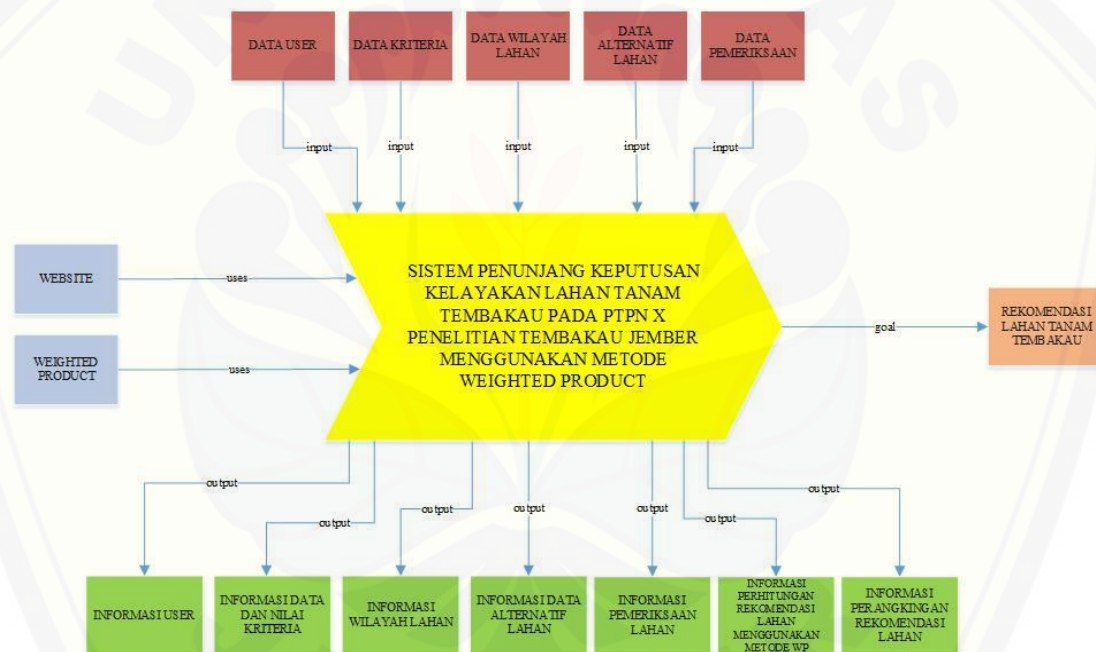 DATA USER
DATA KRITERIA
DATA WILAYAH
LAHAN
DATA
ALTERNATIF
LAHAN
DATA
PEMERIKSAAN
input
input
input
input
input
WEBSITE
uses
WEIGHTED
PRODUCT
uses
SISTEM PENUNJANG KEPUTUSAN
KELAYAKAN LAHAN TANAM
TEMBAKAU PADA PTPN X
PENELITIAN TEMBAKAU JEMBER
MENGGUNAKAN METODE
WEIGHTED PRODUCT
goal
REKOMENDASI
LAHAN TANAM
TEMBAKAU
output
output
output
output
output
output
output
INFORMASI USER
INFORMASI DATA
DAN NILAI
KRITERIA
INFORMASI
WILAYAH LAHAN
INFORMASI DATA
ALTERNATIF
LAHAN
INFORMASI
PEMERIKSAAN
LAHAN
INFORMASI
PERHITUNGAN
REKOMENDASI
LAHAN
MENGGUNAKAN
METODE WP
INFORMASI
PERANGKINGAN
REKOMENDASI
LAHAN